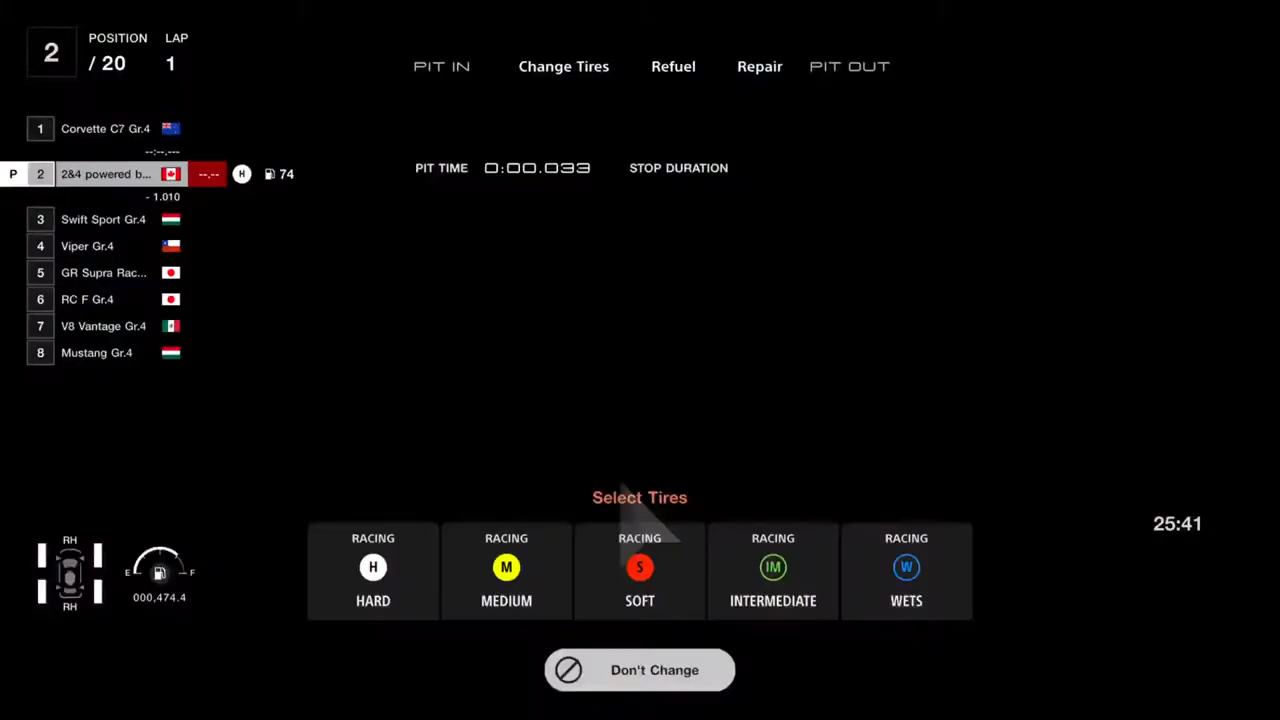 2
POSITION LAP
/ 20 1
PIT IN Change Tires Refuel Repair PIT OUT
1 Corvette C7 Gr.4
--:--.---
P 2 2&4 powered b... --.-- H 74
- 1.010
3 Swift Sport Gr.4
4 Viper Gr.4
5 GR Supra Rac...
6 RC F Gr.4
7 V8 Vantage Gr.4
8 Mustang Gr.4
PIT TIME 0:00.033 STOP DURATION
Select Tires
RACING H HARD
RACING M MEDIUM
RACING S SOFT
RACING IM INTERMEDIATE
RACING W WETS
Don't Change
RH
RH
E F
000,474.4
25:41